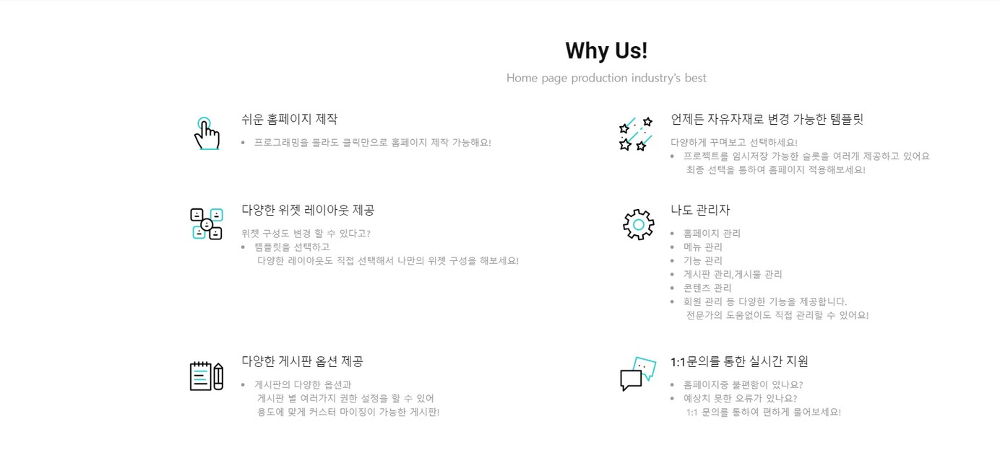 Why Us!
Home page production industry's best
쉬운 홈페이지 제작
• 프로그래밍을 몰라도 클릭만으로 홈페이지 제작 가능해요!
언제든 자유자재로 변경 가능한 템플릿
다양하게 꾸며보고 선택하세요!
• 프로젝트를 임시저장 가능한 슬롯을 여러개 제공하고 있어요
최종 선택을 통하여 홈페이지 적용해보세요!
다양한 위젯 레이아웃 제공
위젯 구성도 변경 할 수 있다고?
• 템플릿을 선택하고
다양한 레이아웃도 직접 선택해서 나만의 위젯 구성을 해보세요!
나도 관리자
• 홈페이지 관리
• 메뉴 관리
• 기능 관리
• 게시판 관리,게시물 관리
• 콘텐츠 관리
• 회원 관리 등 다양한 기능을 제공합니다.
전문가의 도움없이도 직접 관리할 수 있어요!
다양한 게시판 옵션 제공
• 게시판의 다양한 옵션과
게시판 별 여러가지 권한 설정을 할 수 있어
용도에 맞게 커스터 마이징이 가능한 게시판!
1:1문의를 통한 실시간 지원
• 홈페이지중 불편함이 있나요?
• 예상치 못한 오류가 있나요?
1:1 문의를 통하여 편하게 물어보세요!